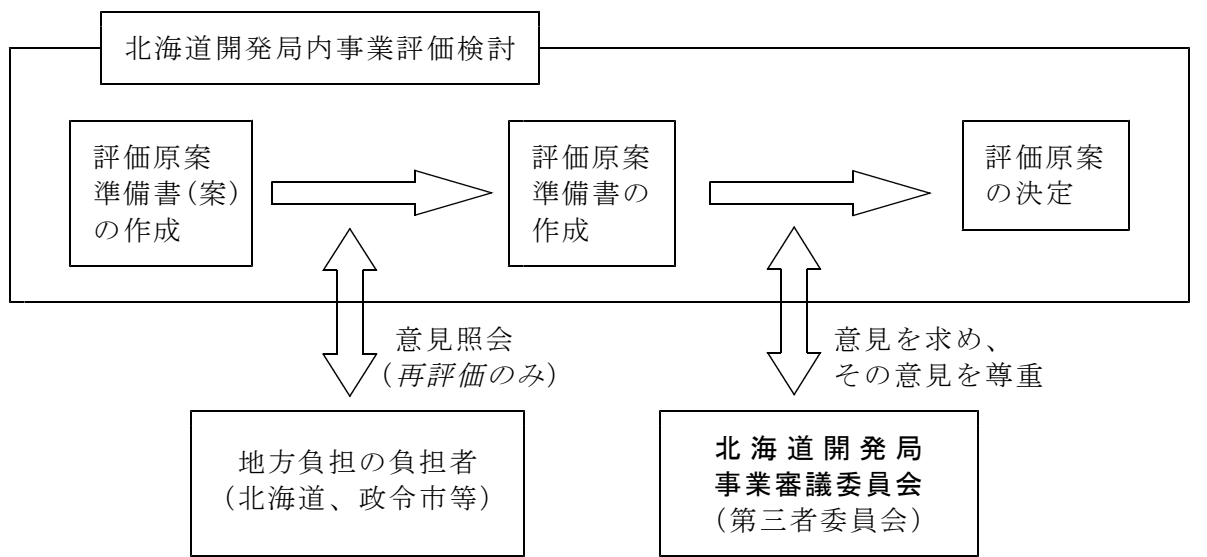 北海道開発局内事業評価検討
評価原案
準備書(案)
の作成
評価原案
準備書の
作成
評価原案
の決定
意見照会
(再評価のみ)
意見を求め、
その意見を尊重
地方負担の負担者
(北海道、政令市等)
北海道開発局
事業審議委員会
(第三者委員会)